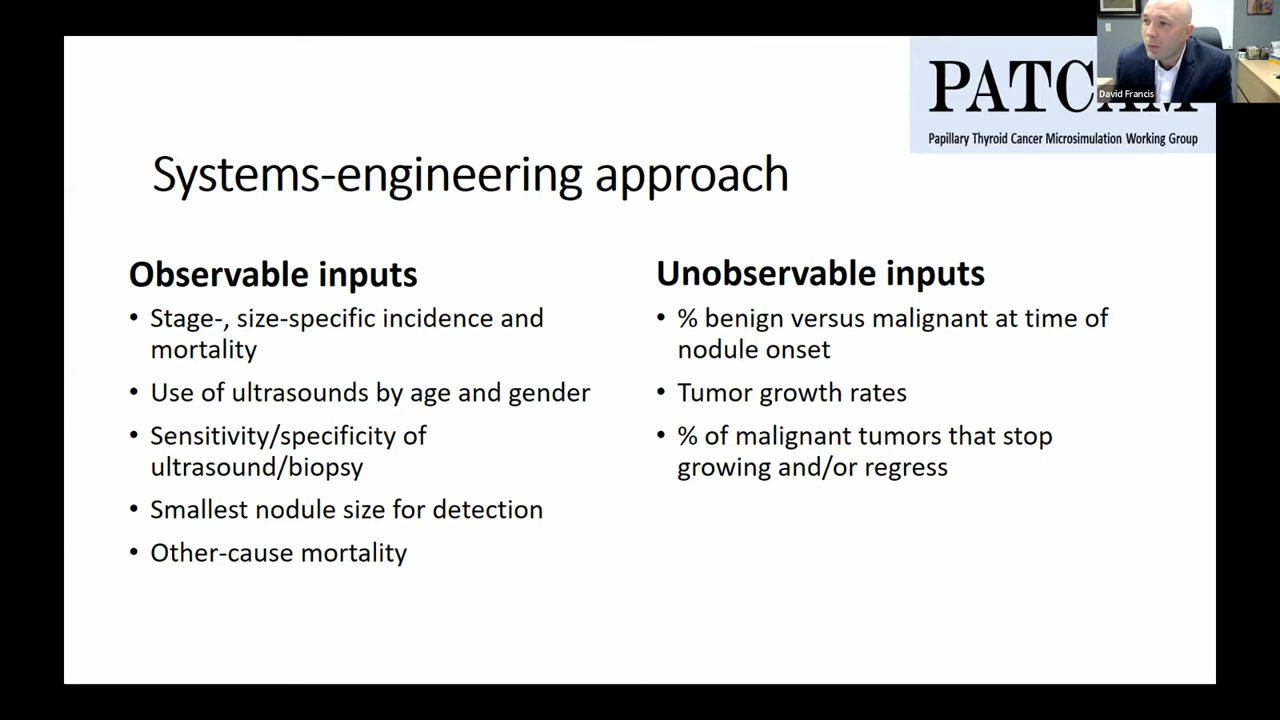 David Francis
Papillary Thyroid Cancer Microsimulation Working Group
Systems-engineering approach
Observable inputs
• Stage-, size-specific incidence and
mortality
• Use of ultrasounds by age and gender
• Sensitivity/specificity of
ultrasound/biopsy
• Smallest nodule size for detection
• Other-cause mortality
Unobservable inputs
• % benign versus malignant at time of
nodule onset
• Tumor growth rates
• % of malignant tumors that stop
growing and/or regress